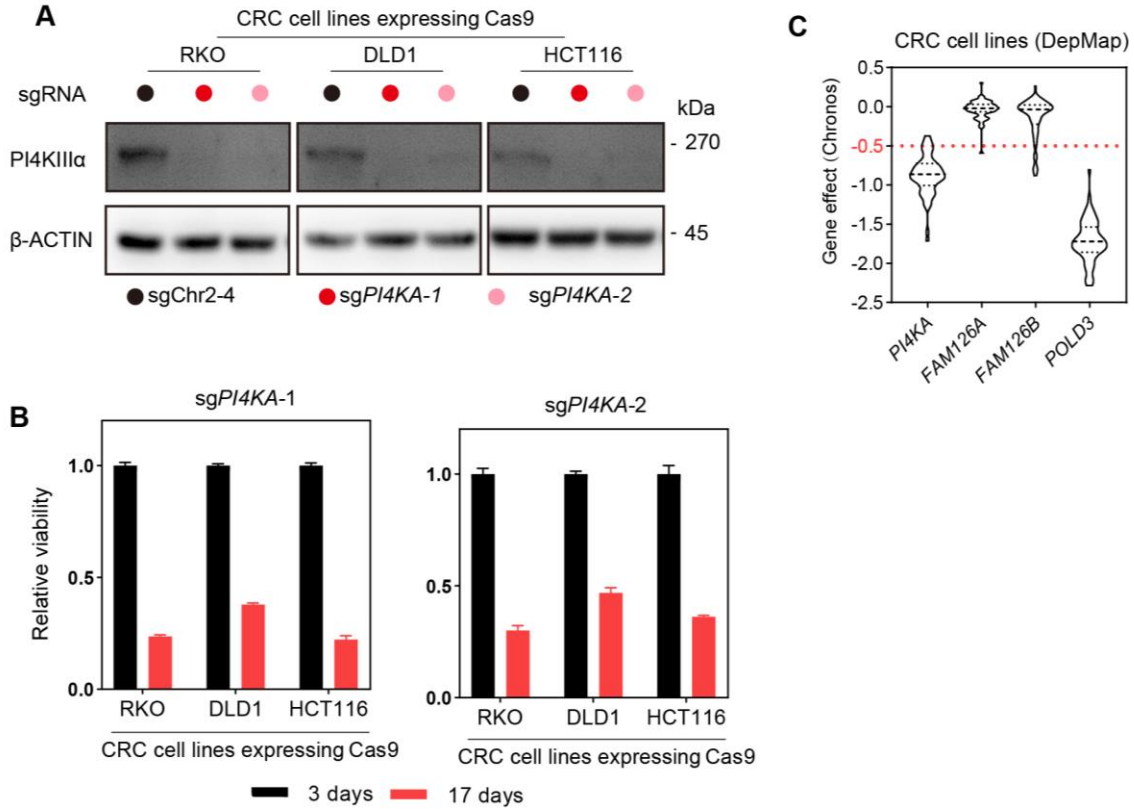 A
CRC cell lines expressing Cas9
RKO DLD1 HCT116
sgRNA
kDa
PI4KIIIα
- 270
β-ACTIN
- 45
sgChr2-4 sgPI4KA-1 sgPI4KA-2
B
sgPI4KA-1
Relative viability
1.0
0.5
0.0
RKO DLD1 HCT116
CRC cell lines expressing Cas9
sgPI4KA-2
1.0
0.5
0.0
RKO DLD1 HCT116
CRC cell lines expressing Cas9
3 days 17 days
C
CRC cell lines (DepMap)
Gene effect (Chronos)
0.5
0.0
-0.5
-1.0
-1.5
-2.0
-2.5
PI4KA
FAM126A
FAM126B
POLD3